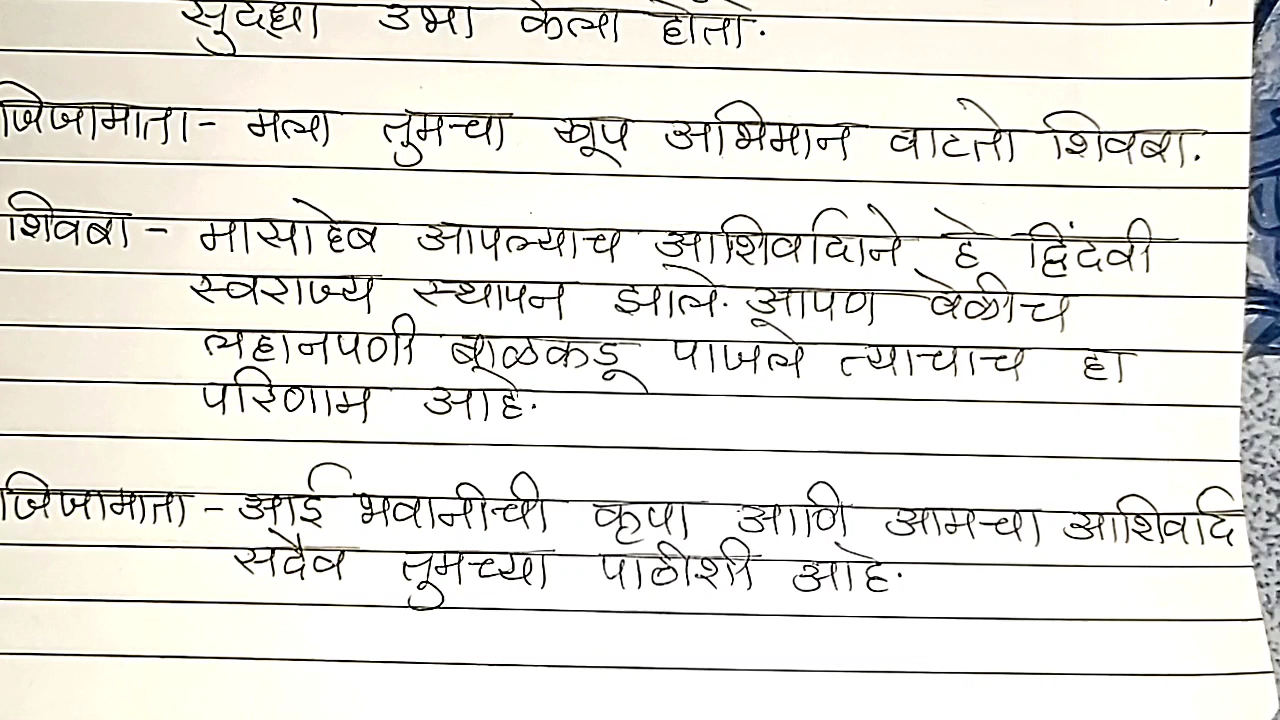 सुद्धा उभा केला होता.
जिजामाता - मला तुमचा खूप अभिमान वाटतो शिवबा.
शिवबा - मासाहेब आपल्याच आशिर्वादाने हे हिंदवी
स्वराज्य स्थापन झाले. आपण वेळीच
लहानपणी बाळकडू पाजले त्याचाच हा
परिणाम आहे.
जिजामाता - आई भवानीची कृपा आणि आमचा आशिर्वाद
सदैव तुमच्या पाठीशी आहे.